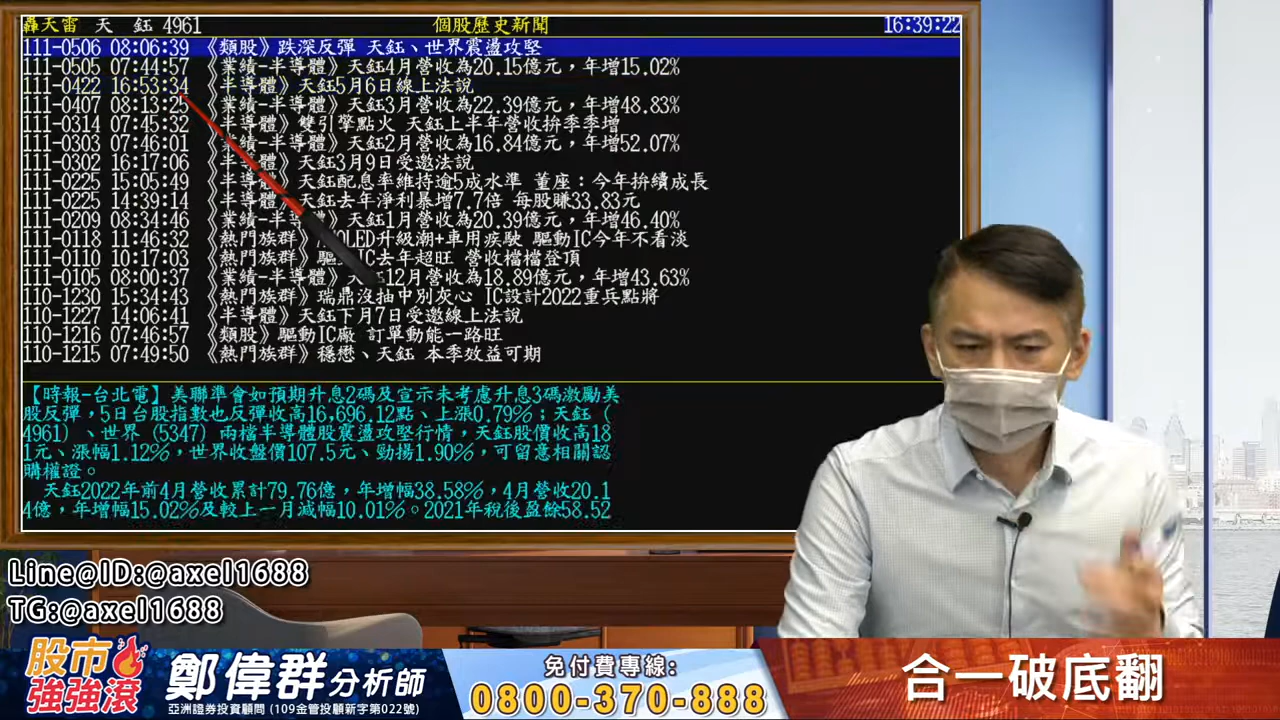 轟天雷 天 鈺 4961 個股歷史新聞 16:39:22
111-0506 08:06:39 《類股》跌深反彈 天鈺、世界震盪攻堅
111-0505 07:44:57 《業績-半導體》天鈺4月營收為20.15億元，年增15.02%
111-0422 16:53:34 《半導體》天鈺5月6日線上法說
111-0407 08:13:25 《業績-半導體》天鈺3月營收為22.39億元，年增48.83%
111-0314 07:45:32 《半導體》雙引擎點火 天鈺上半年營收拚季季增
111-0303 07:46:01 《業績-半導體》天鈺2月營收為16.84億元，年增52.07%
111-0302 16:17:06 《半導體》天鈺3月9日受邀法說
111-0225 15:05:49 《半導體》天鈺配息率維持逾5成水準 董座：今年拚續成長
111-0225 14:39:14 《半導體》天鈺去年淨利暴增7.7倍 每股賺33.83元
111-0209 08:34:46 《業績-半導體》天鈺1月營收為20.39億元，年增46.40%
111-0118 11:46:32 《熱門族群》AMOLED升級潮+車用疾駛 驅動IC今年不看淡
111-0110 10:17:03 《熱門族群》驅動IC去年超旺 營收檔檔登頂
111-0105 08:00:37 《業績-半導體》天鈺12月營收為18.89億元，年增43.63%
110-1230 15:34:43 《熱門族群》瑞鼎沒抽中別灰心 IC設計2022重兵點將
110-1227 14:06:41 《半導體》天鈺下月7日受邀線上法說
110-1216 07:46:57 《類股》驅動IC廠 訂單動能一路旺
110-1215 07:49:50 《熱門族群》穩懋、天鈺 本季效益可期
【時報-台北電】美聯準會如預期升息2碼及宣示未考慮升息3碼激勵美
股反彈，5日台股指數也反彈收高16,696.12點、上漲0.79%；天鈺（
4961）、世界（5347）兩檔半導體股震盪攻堅行情，天鈺股價收高18
1元、漲幅1.12%，世界收盤價107.5元、勁揚1.90%，可留意相關認
購權證。
天鈺2022年前4月營收累計79.76億，年增幅38.58%，4月營收20.1
4億，年增幅15.02%及較上一月減幅10.01%。2021年稅後盈餘58.52
Line@ID:@axel1688
TG:@axel1688
股市
強強滾
鄭偉群分析師
亞洲證券投資顧問 (109金管投顧新字第022號)
免付費專線:
0800-370-888
合一破底翻